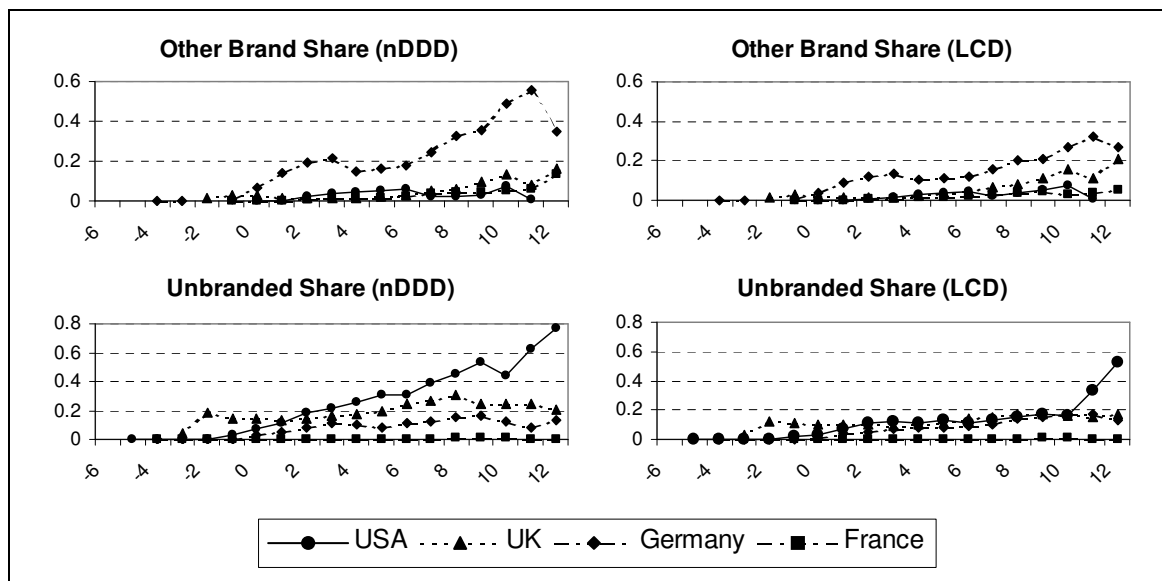 Other Brand Share (nDDD)
0.6
0.4
0.2
0
-6 -4 -2 0 2 4 6 8 10 12
Other Brand Share (LCD)
0.6
0.4
0.2
0
-6 -4 -2 0 2 4 6 8 10 12
Unbranded Share (nDDD)
0.8
0.6
0.4
0.2
0
-6 -4 -2 0 2 4 6 8 10 12
Unbranded Share (LCD)
0.8
0.6
0.4
0.2
0
-6 -4 -2 0 2 4 6 8 10 12
USA UK Germany France